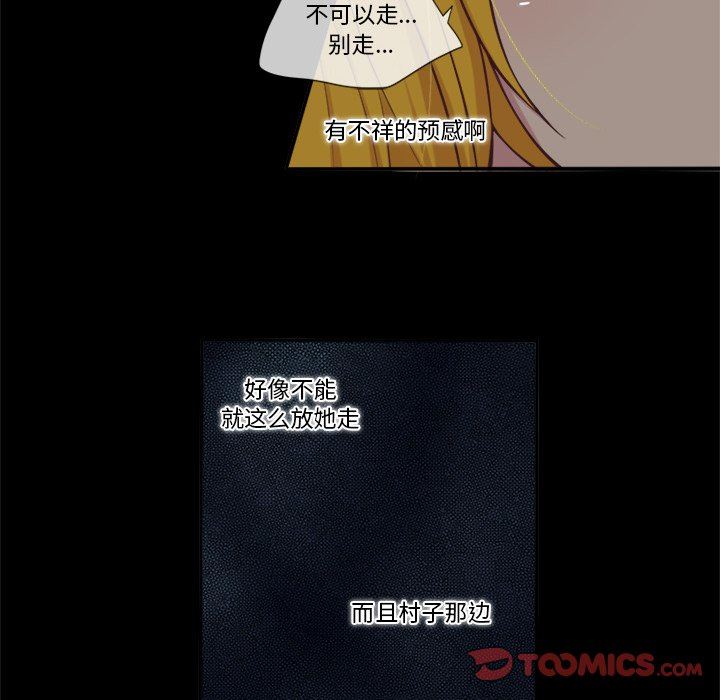 不可以走...
别走...
有不祥的预感啊
好像不能
就这么放她走
而且村子那边
TOOMICS.COM